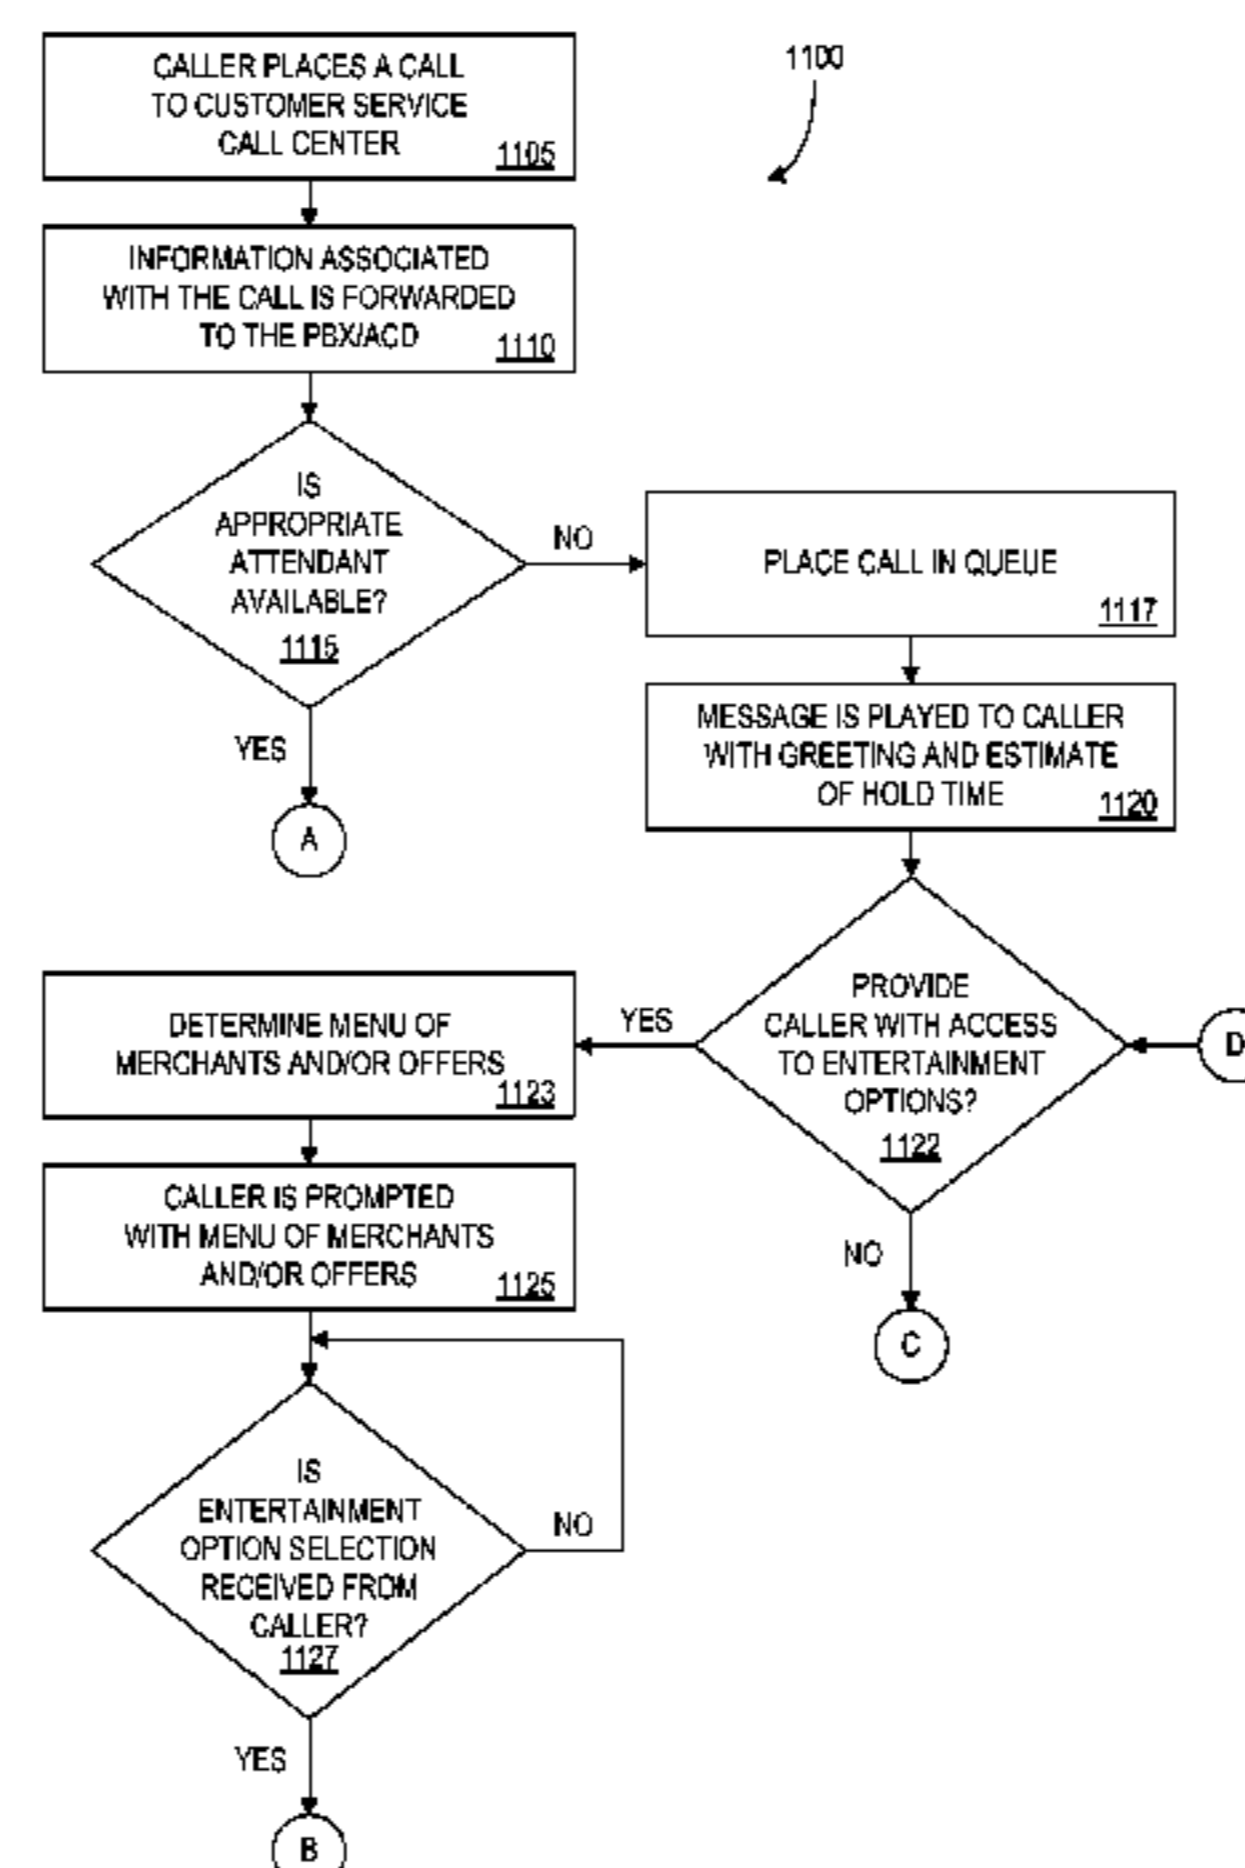 1100
CALLER PLACES A CALL
TO CUSTOMER SERVICE
CALL CENTER
1105
INFORMATION ASSOCIATED
WITH THE CALL IS FORWARDED
TO THE PBX/ACD
1110
IS
APPROPRIATE
ATTENDANT
AVAILABLE?
1115
NO
YES
A
PLACE CALL IN QUEUE
1117
MESSAGE IS PLAYED TO CALLER
WITH GREETING AND ESTIMATE
OF HOLD TIME
1120
PROVIDE
CALLER WITH ACCESS
TO ENTERTAINMENT
OPTIONS?
1122
D
YES
NO
C
DETERMINE MENU OF
MERCHANTS AND/OR OFFERS
1123
CALLER IS PROMPTED
WITH MENU OF MERCHANTS
AND/OR OFFERS
1125
IS
ENTERTAINMENT
OPTION SELECTION
RECEIVED FROM
CALLER?
1127
NO
YES
B